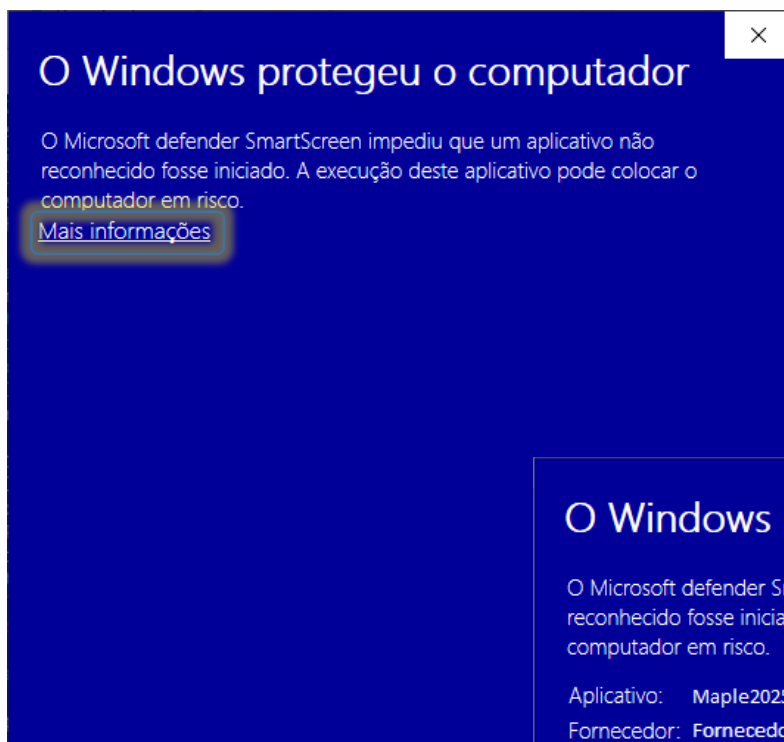 O Windows protegeu o computador
O Microsoft defender SmartScreen impediu que um aplicativo não
reconhecido fosse iniciado. A execução deste aplicativo pode colocar o
computador em risco.
Mais informações
O Windows
O Microsoft defender
reconhecido fosse
computador em risco.
Aplicativo: Maple2025
Fornecedor: